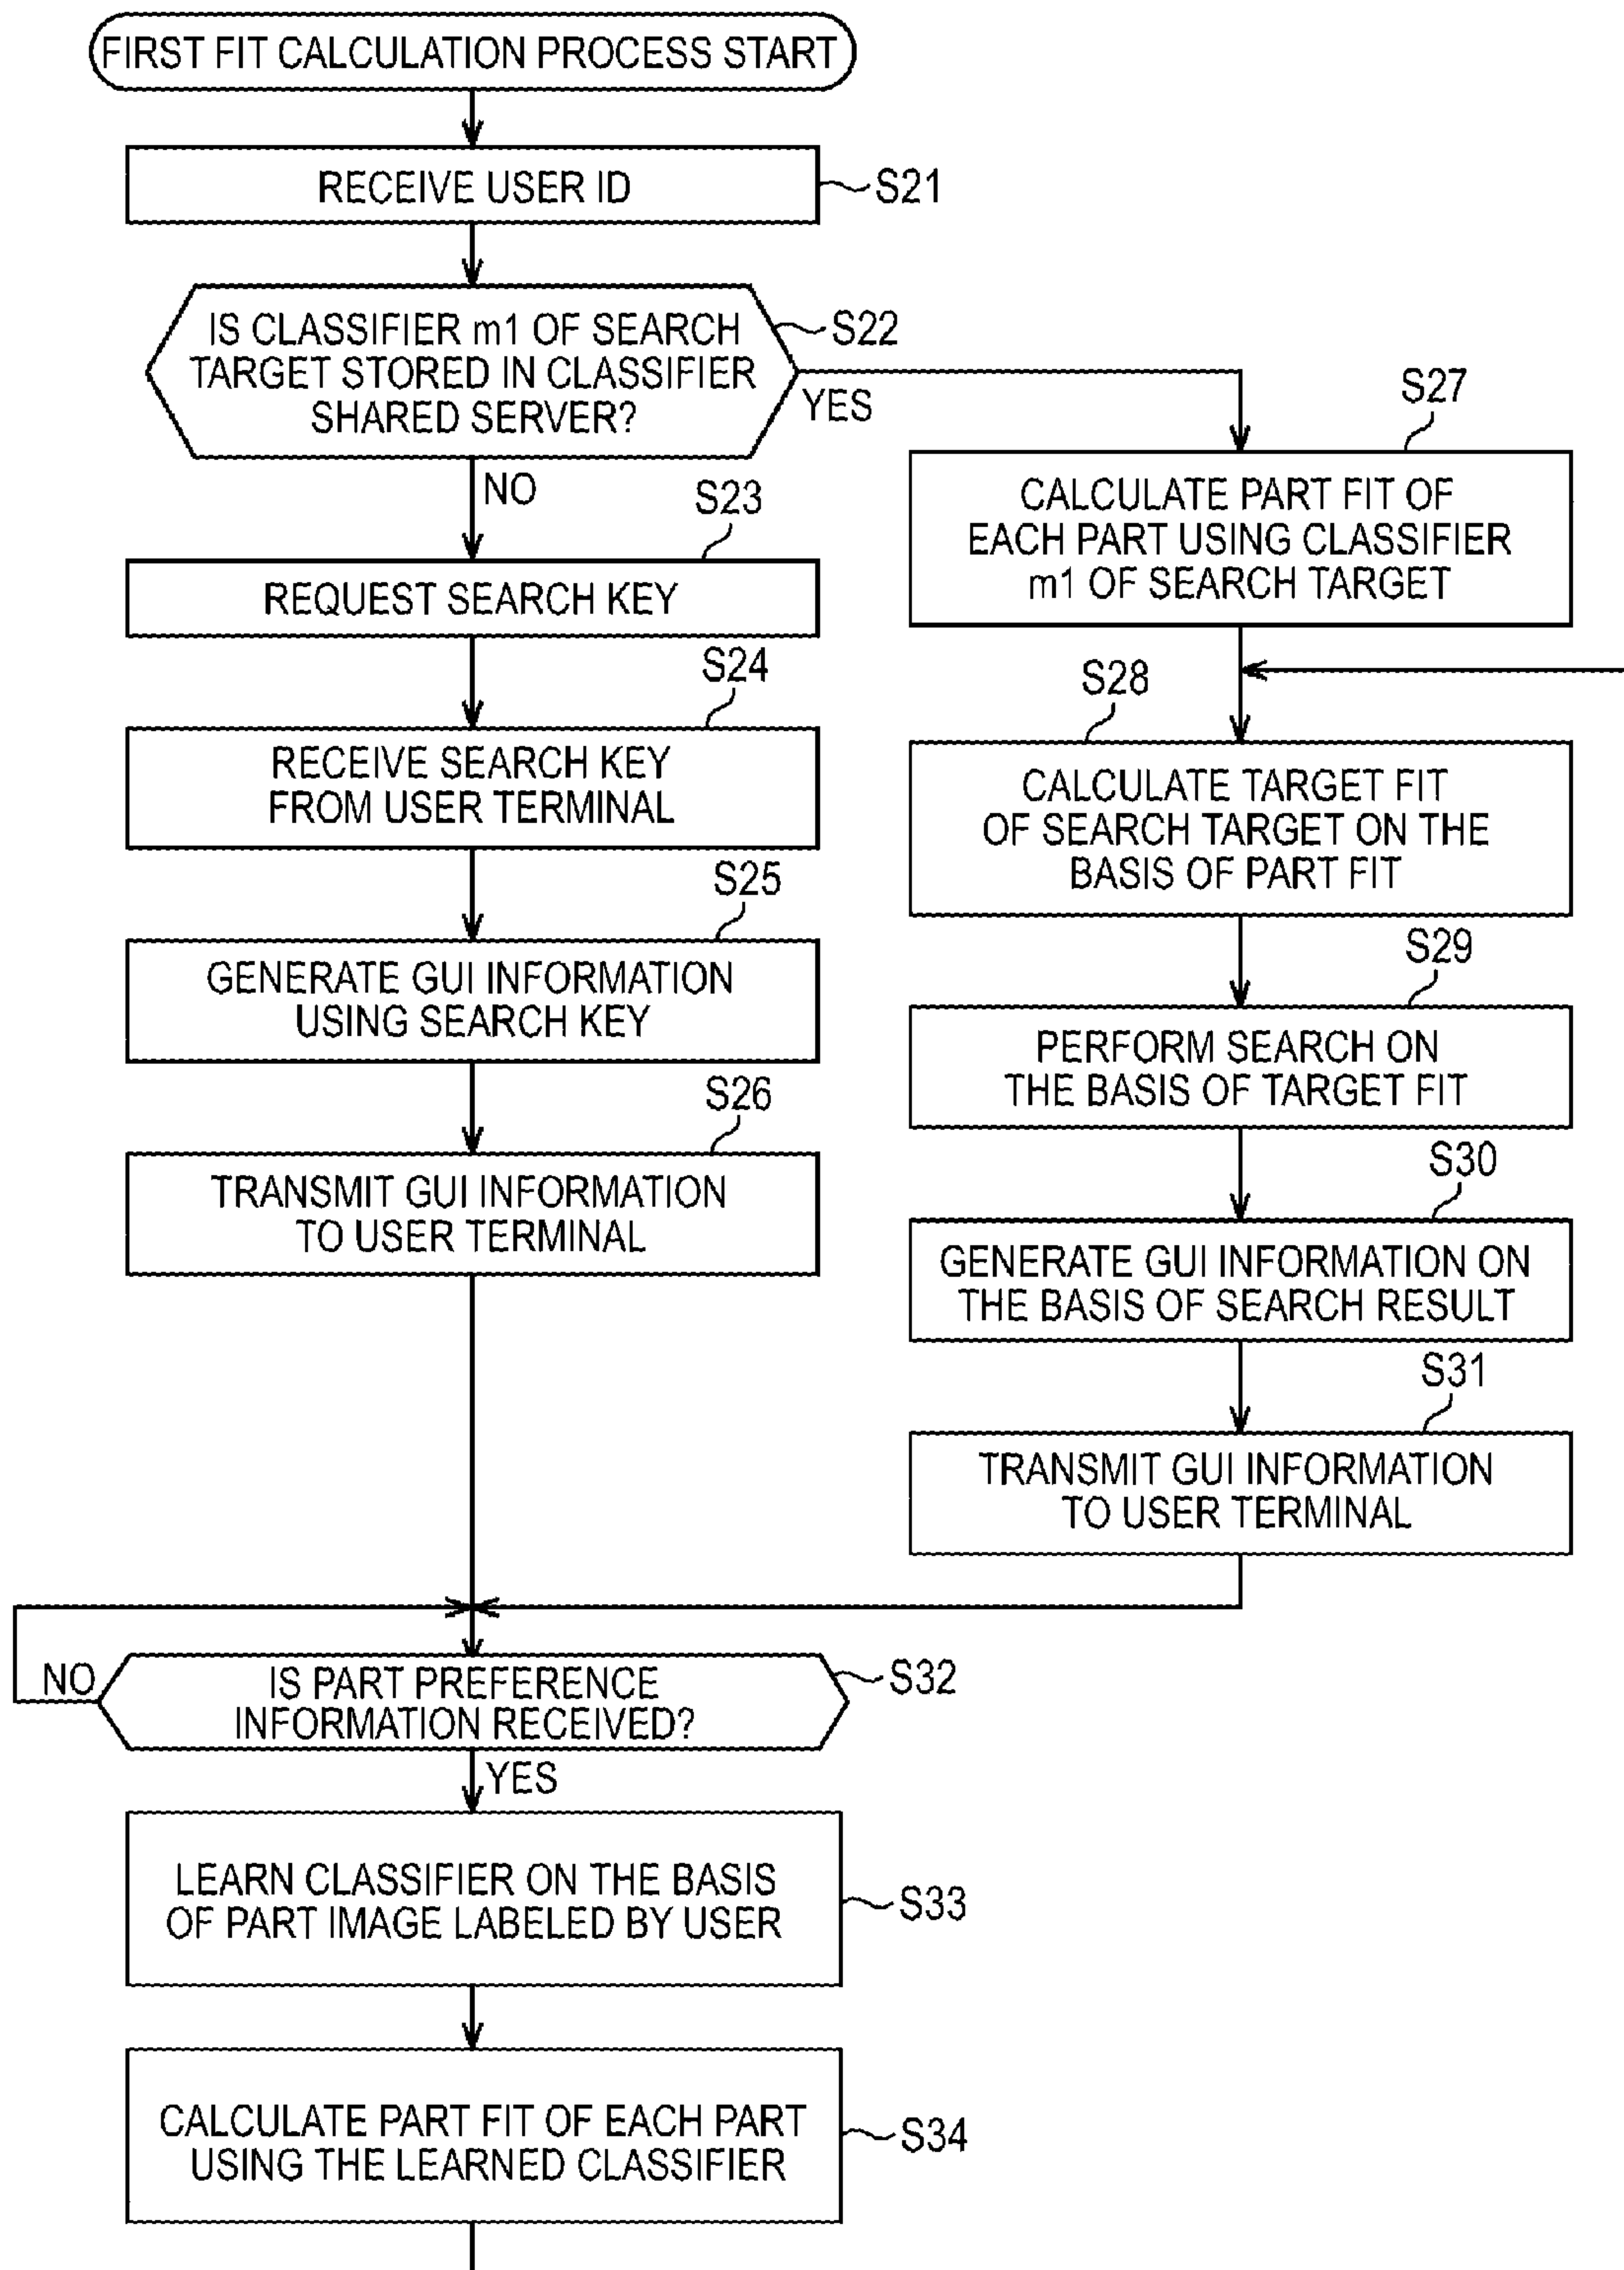 FIRST FIT CALCULATION PROCESS START
RECEIVE USER ID
S21
IS CLASSIFIER m1 OF SEARCH
TARGET STORED IN CLASSIFIER
SHARED SERVER?
S22
YES
NO
S23
REQUEST SEARCH KEY
S24
RECEIVE SEARCH KEY
FROM USER TERMINAL
S25
GENERATE GUI INFORMATION
USING SEARCH KEY
S26
TRANSMIT GUI INFORMATION
TO USER TERMINAL
S27
CALCULATE PART FIT OF
EACH PART USING CLASSIFIER
m1 OF SEARCH TARGET
S28
CALCULATE TARGET FIT
OF SEARCH TARGET ON THE
BASIS OF PART FIT
S29
PERFORM SEARCH ON
THE BASIS OF TARGET FIT
S30
GENERATE GUI INFORMATION ON
THE BASIS OF SEARCH RESULT
S31
TRANSMIT GUI INFORMATION
TO USER TERMINAL
NO
IS PART PREFERENCE
INFORMATION RECEIVED?
S32
YES
LEARN CLASSIFIER ON THE BASIS
OF PART IMAGE LABELED BY USER
S33
CALCULATE PART FIT OF EACH PART
USING THE LEARNED CLASSIFIER
S34